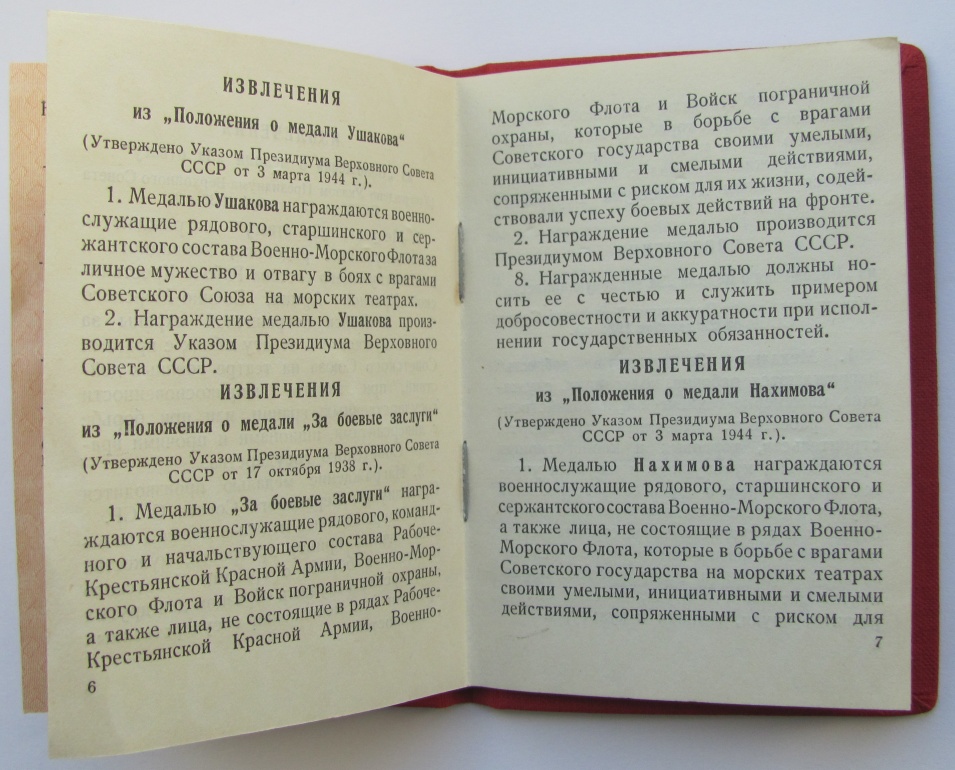 ИЗВЛЕЧЕНИЯ
из „Положения о медали Ушакова“
(Утверждено Указом Президиума Верховного Совета
СССР от 3 марта 1944 г.).
1. Медалью Ушакова награждаются военно-
служащие рядового, старшинского и сер-
жантского состава Военно-Морского Флота за
личное мужество и отвагу в боях с врагами
Советского Союза на морских театрах.
2. Награждение медалью Ушакова произ-
водится Указом Президиума Верховного
Совета СССР.
ИЗВЛЕЧЕНИЯ
из „Положения о медали „За боевые заслуги“
(Утверждено Указом Президиума Верховного Совета
СССР от 17 октября 1938 г.).
1. Медалью „За боевые заслуги“ награ-
ждаются военнослужащие рядового, команд-
ного и начальствующего состава Рабоче-
Крестьянской Красной Армии, Военно-Мор-
ского Флота и Войск пограничной охраны,
а также лица, не состоящие в рядах Рабоче-
Крестьянской Красной Армии, Военно-
6
Морского Флота и Войск пограничной
охраны, которые в борьбе с врагами
Советского государства своими умелыми,
инициативными и смелыми действиями,
сопряженными с риском для их жизни, содей-
ствовали успеху боевых действий на фронте.
2. Награждение медалью производится
Президиумом Верховного Совета СССР.
8. Награжденные медалью должны но-
сить ее с честью и служить примером
добросовестности и аккуратности при испол-
нении государственных обязанностей.
ИЗВЛЕЧЕНИЯ
из „Положения о медали Нахимова“
(Утверждено Указом Президиума Верховного Совета
СССР от 3 марта 1944 г.).
1. Медалью Нахимова награждаются
военнослужащие рядового, старшинского и
сержантского состава Военно-Морского Флота,
а также лица, не состоящие в рядах Военно-
Морского Флота, которые в борьбе с врагами
Советского государства на морских театрах
своими умелыми, инициативными и смелыми
действиями, сопряженными с риском для
7